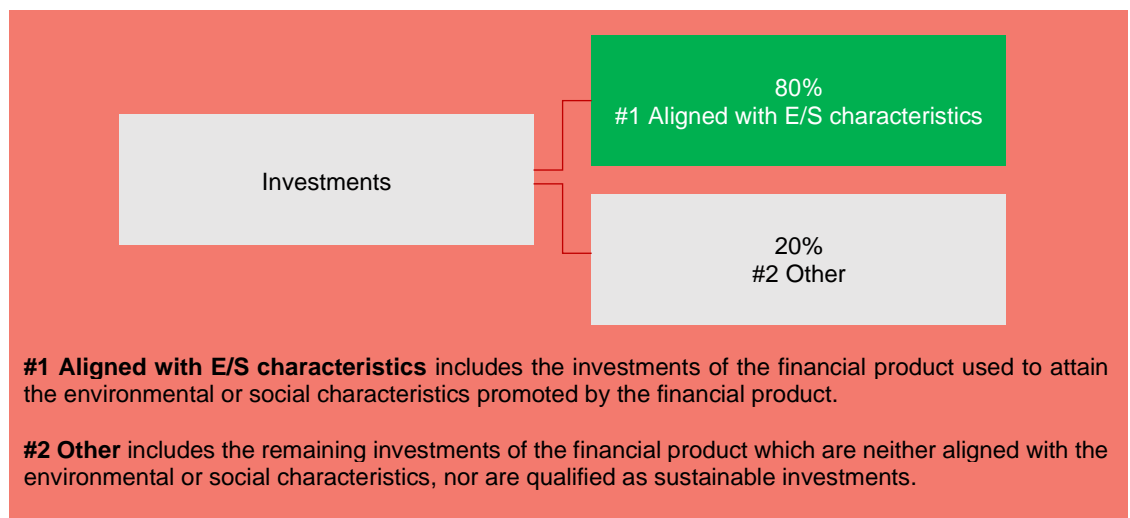 80%
#1 Aligned with E/S characteristics
Investments
20%
#2 Other
#1 Aligned with E/S characteristics includes the investments of the financial product used to attain
the environmental or social characteristics promoted by the financial product.
#2 Other includes the remaining investments of the financial product which are neither aligned with the
environmental or social characteristics, nor are qualified as sustainable investments.